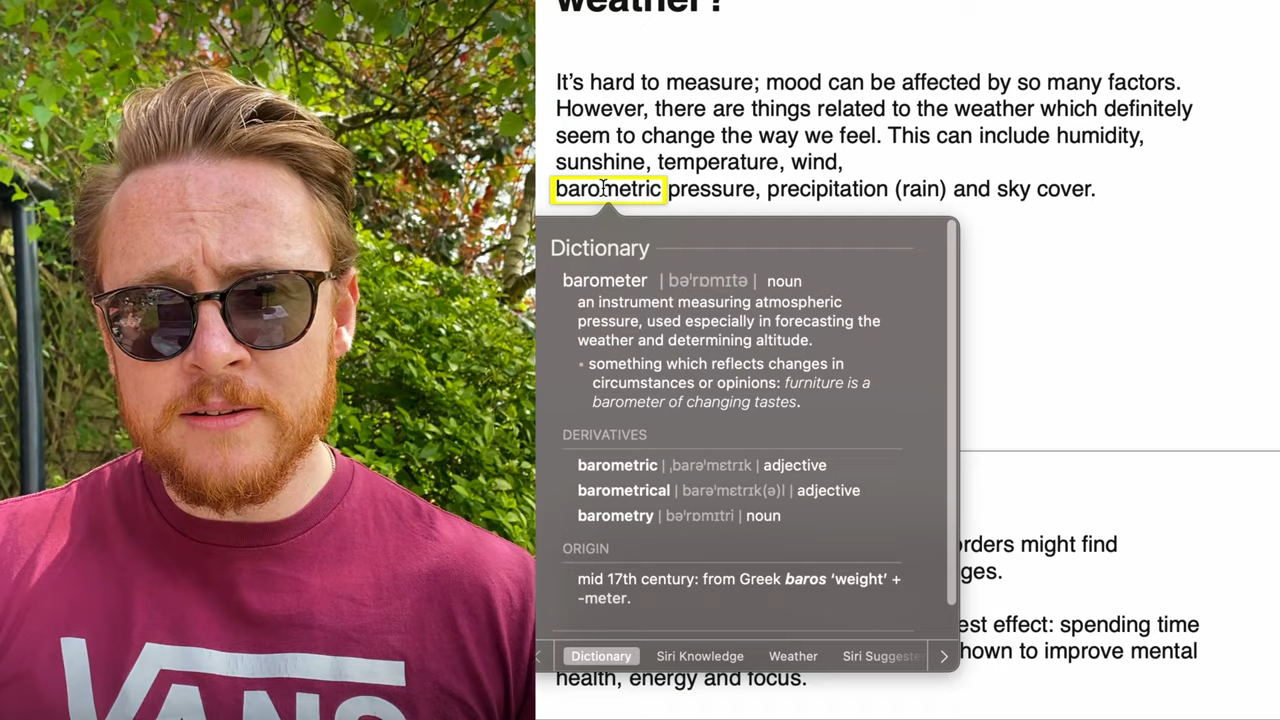 weather?
It’s hard to measure; mood can be affected by so many factors.
However, there are things related to the weather which definitely
seem to change the way we feel. This can include humidity,
sunshine, temperature, wind,
barometric pressure, precipitation (rain) and sky cover.
Dictionary
barometer | bəˈrɒmɪtə | noun
an instrument measuring atmospheric
pressure, used especially in forecasting the
weather and determining altitude.
• something which reflects changes in
circumstances or opinions: furniture is a
barometer of changing tastes.
DERIVATIVES
barometric | ˌbarəˈmɛtrɪk | adjective
barometrical | barəˈmɛtrɪk(ə)l | adjective
barometry | bəˈrɒmɪtri | noun
ORIGIN
mid 17th century: from Greek baros ‘weight’ +
-meter.
Dictionary Siri Knowledge Weather Siri Suggeste
orders might find
ges.
est effect: spending time
hown to improve mental
health, energy and focus.
VANS